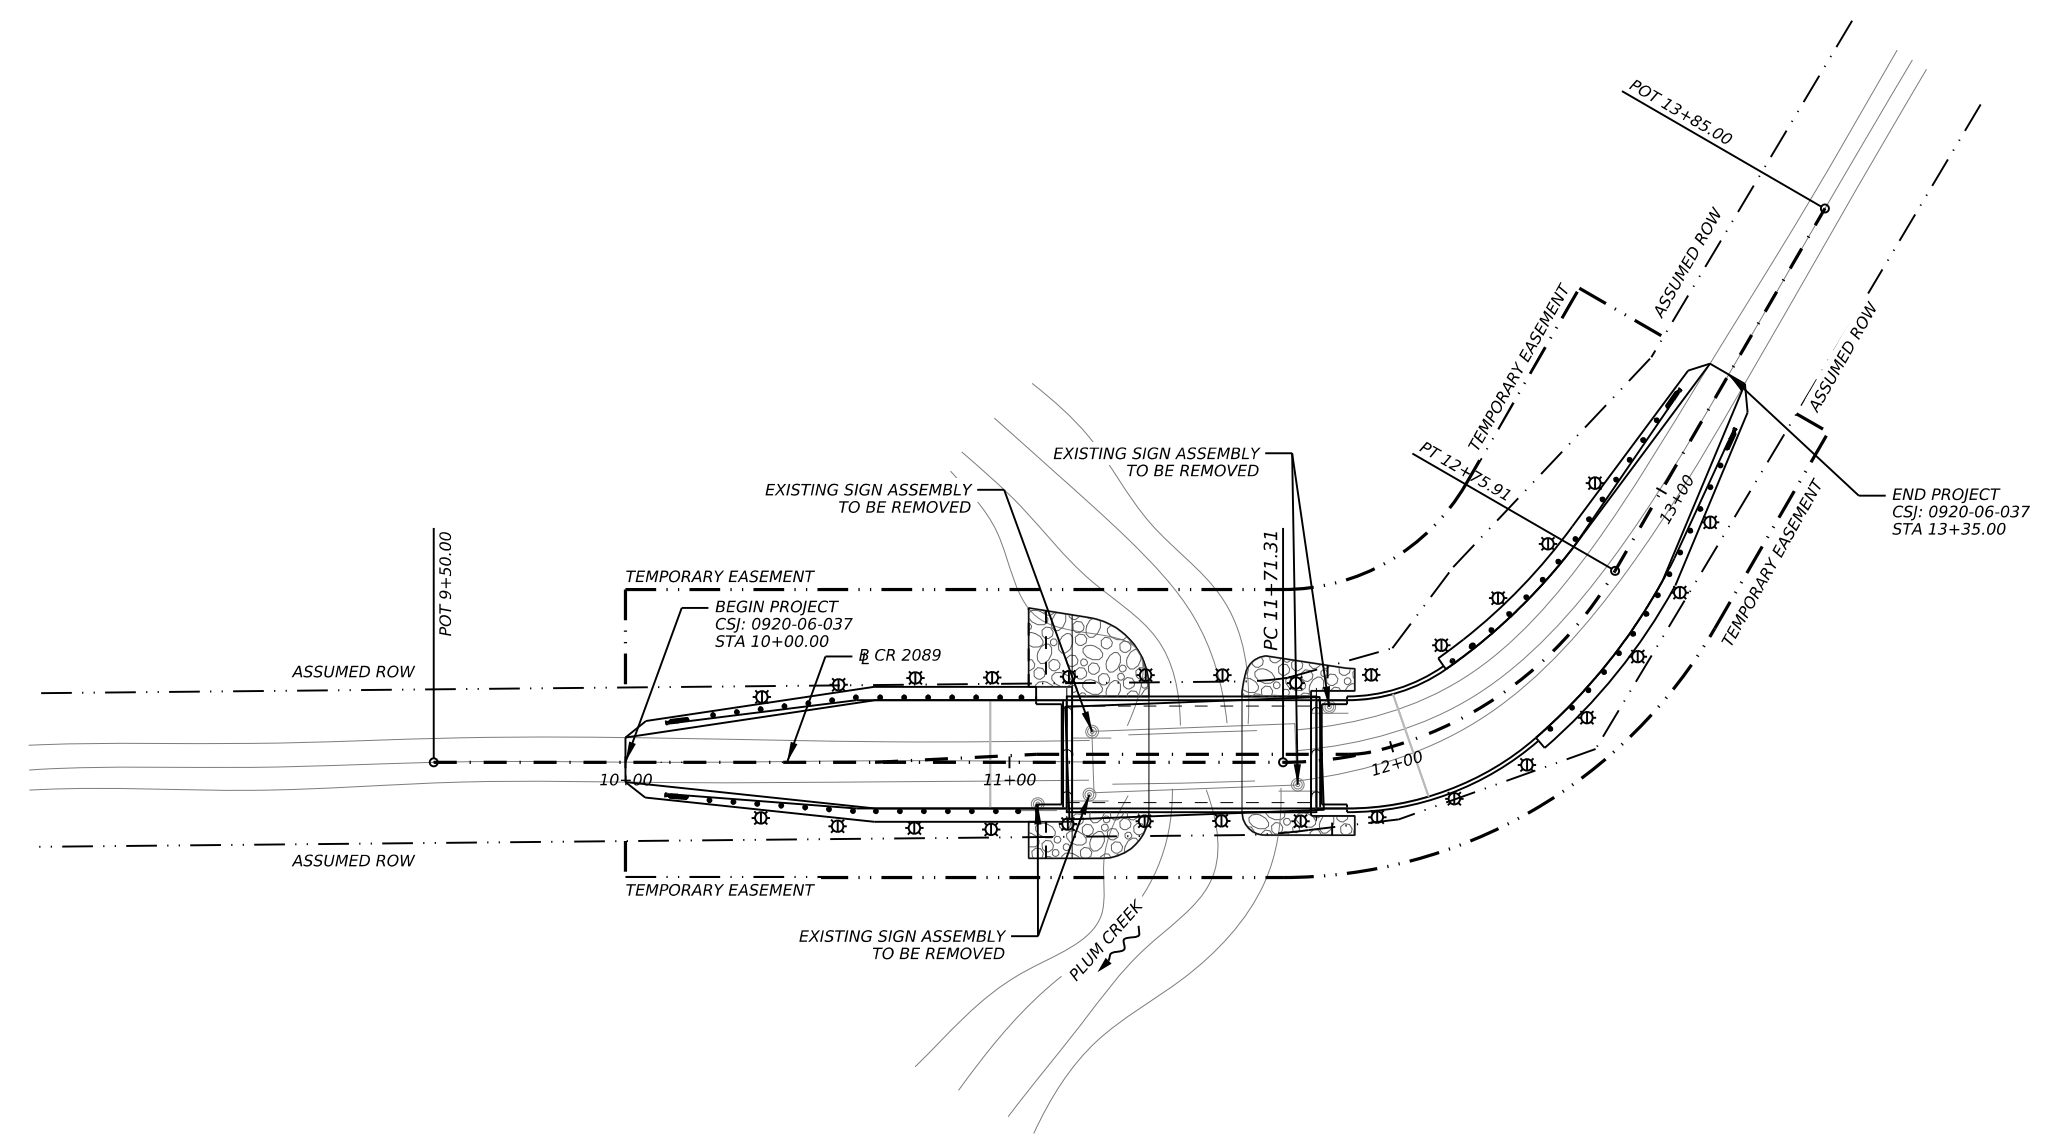 POT 13+85.00
ASSUMED ROW
TEMPORARY EASEMENT
ASSUMED ROW
EXISTING SIGN ASSEMBLY
TO BE REMOVED
PT 12+75.91
EXISTING SIGN ASSEMBLY
TO BE REMOVED
13+00
END PROJECT
CSJ: 0920-06-037
STA 13+35.00
POT 9+50.00
PC 11+71.31
TEMPORARY EASEMENT
TEMPORARY EASEMENT
BEGIN PROJECT
CSJ: 0920-06-037
STA 10+00.00
ASSUMED ROW
℄ CR 2089
10+00
11+00
12+00
ASSUMED ROW
TEMPORARY EASEMENT
EXISTING SIGN ASSEMBLY
TO BE REMOVED
PLUM CREEK